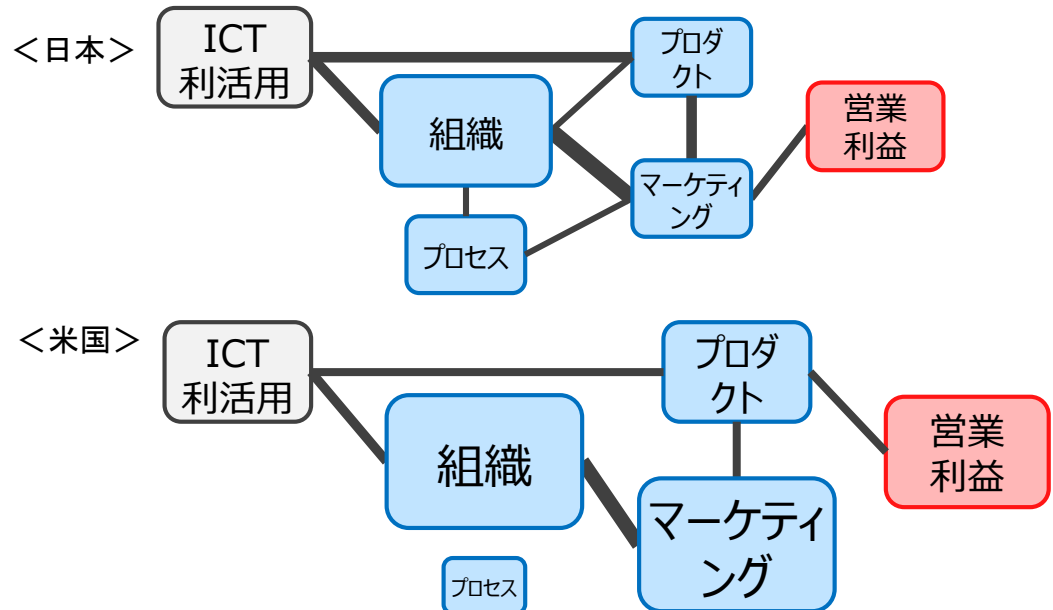 ＜日本＞
ICT
利活用
組織
プロセス
プロダ
クト
マーケティ
ング
営業
利益
＜米国＞
ICT
利活用
組織
プロセス
プロダ
クト
マーケティ
ング
営業
利益